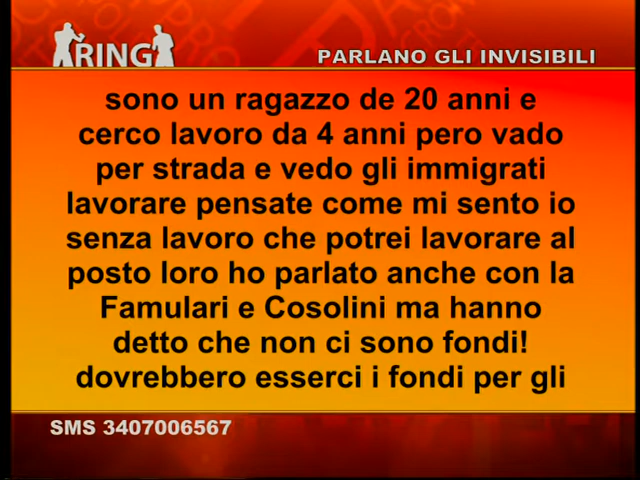 RING
PARLANO GLI INVISIBILI
sono un ragazzo de 20 anni e
cerco lavoro da 4 anni pero vado
per strada e vedo gli immigrati
lavorare pensate come mi sento io
senza lavoro che potrei lavorare al
posto loro ho parlato anche con la
Famulari e Cosolini ma hanno
detto che non ci sono fondi!
dovrebbero esserci i fondi per gli
SMS 3407006567